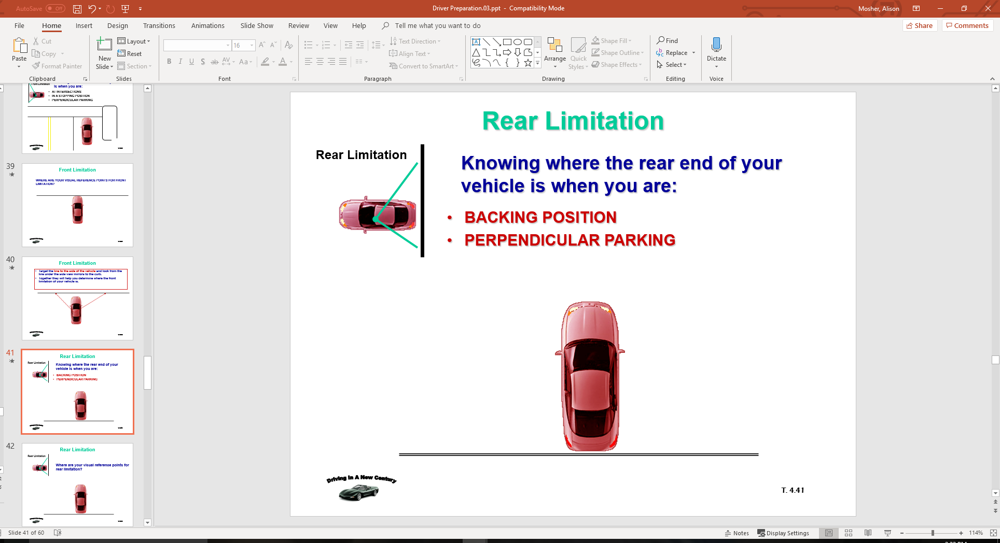 AutoSave Off
Driver Preparation.03.ppt - Compatibility Mode
Mosher, Alison
File Home Insert Design Transitions Animations Slide Show Review View Help Tell me what you want to do
Share Comments
Paste
Cut
Copy
Format Painter
Clipboard
New Slide
Layout
Reset
Section
Slides
16
B I U S ab AV Aa A
Font
Text Direction
Align Text
Convert to SmartArt
Paragraph
Arrange
Quick Styles
Shape Fill
Shape Outline
Shape Effects
Drawing
Find
Replace
Select
Editing
Dictate
Voice
Front Limitation
is when you are:
• AT INTERSECTIONS
• IN A STOPPING POSITION
• PERPENDICULAR PARKING
39
Front Limitation
WHERE ARE YOUR VISUAL REFERENCE POINTS FOR FRONT
LIMITATION?
40
Front Limitation
• Target the line to the side of the vehicle and look from the
line under the side view mirrors to the curb.
• Together they will help you determine where the front
limitation of your vehicle is.
41
Rear Limitation
Rear Limitation
Knowing where the rear end of your
vehicle is when you are:
• BACKING POSITION
• PERPENDICULAR PARKING
42
Rear Limitation
Rear Limitation
Where are your visual reference points for
rear limitation?
Rear Limitation
Rear Limitation
Knowing where the rear end of your
vehicle is when you are:
• BACKING POSITION
• PERPENDICULAR PARKING
Driving In A New Century
T. 4.41
Slide 41 of 60
Notes Display Settings 114%